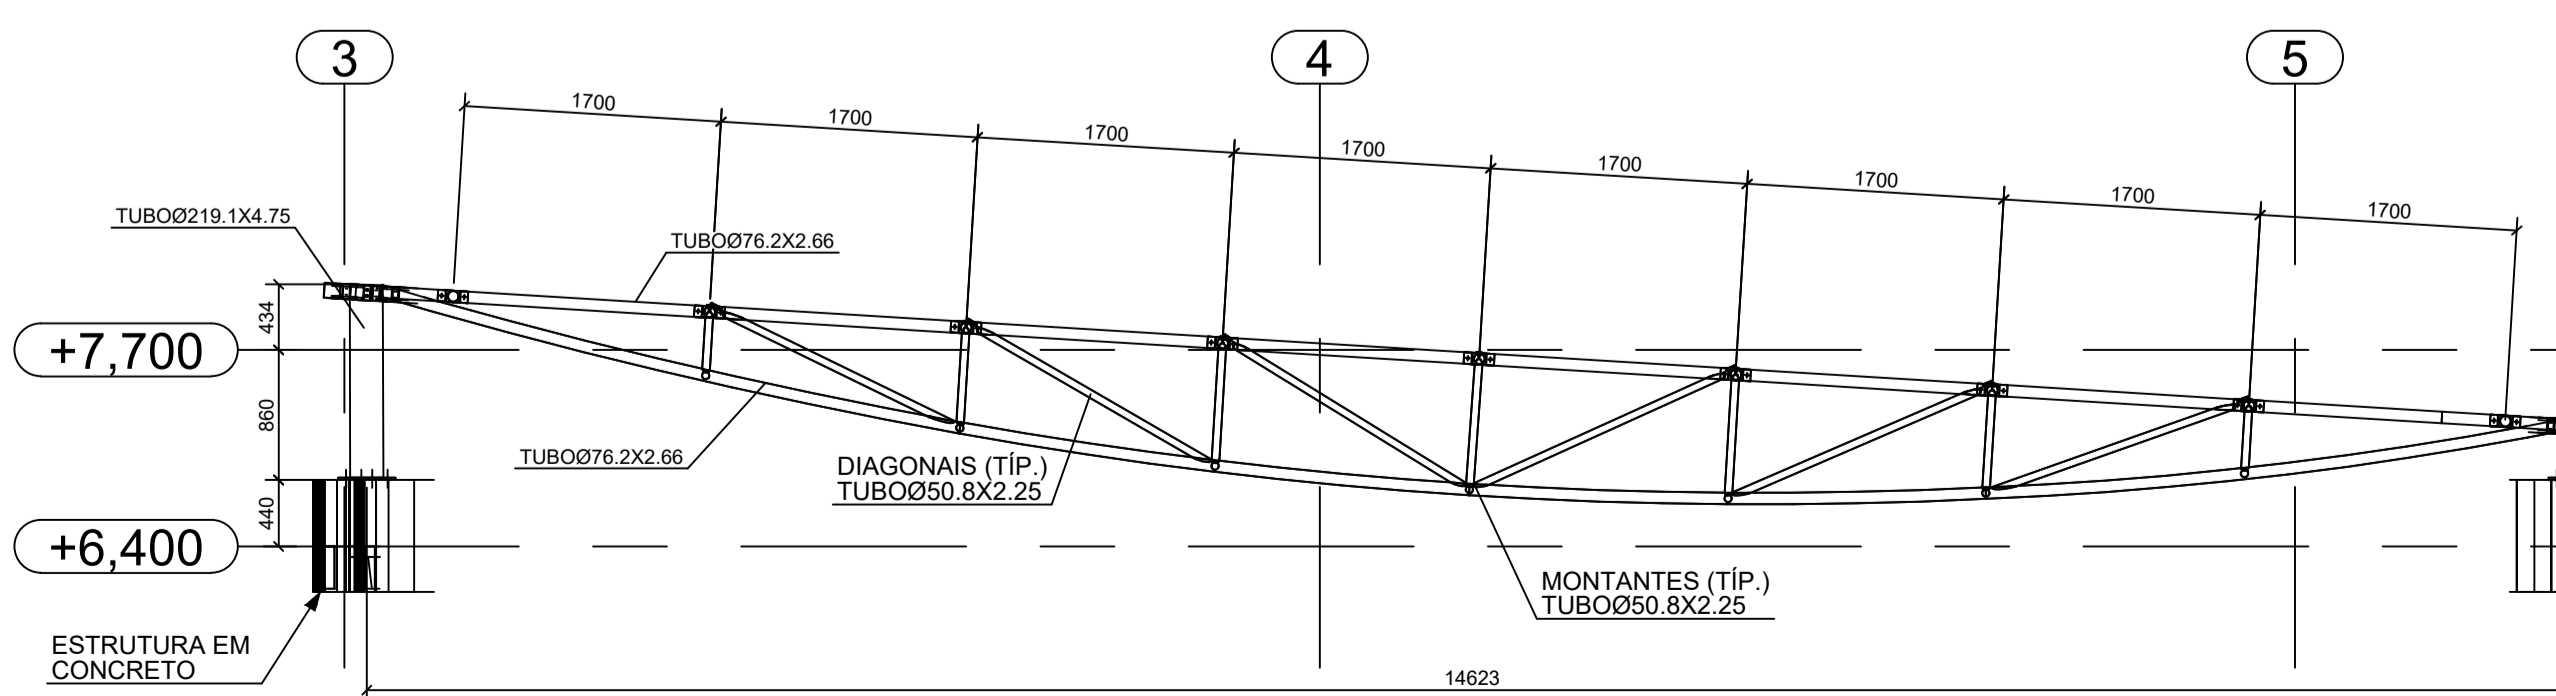 3
4
5
1700
1700
1700
1700
1700
1700
1700
1700
TUBOØ219.1X4.75
TUBOØ76.2X2.66
434
+7,700
860
TUBOØ76.2X2.66
DIAGONAIS (TÍP.)
TUBOØ50.8X2.25
440
+6,400
MONTANTES (TÍP.)
TUBOØ50.8X2.25
ESTRUTURA EM
CONCRETO
14623